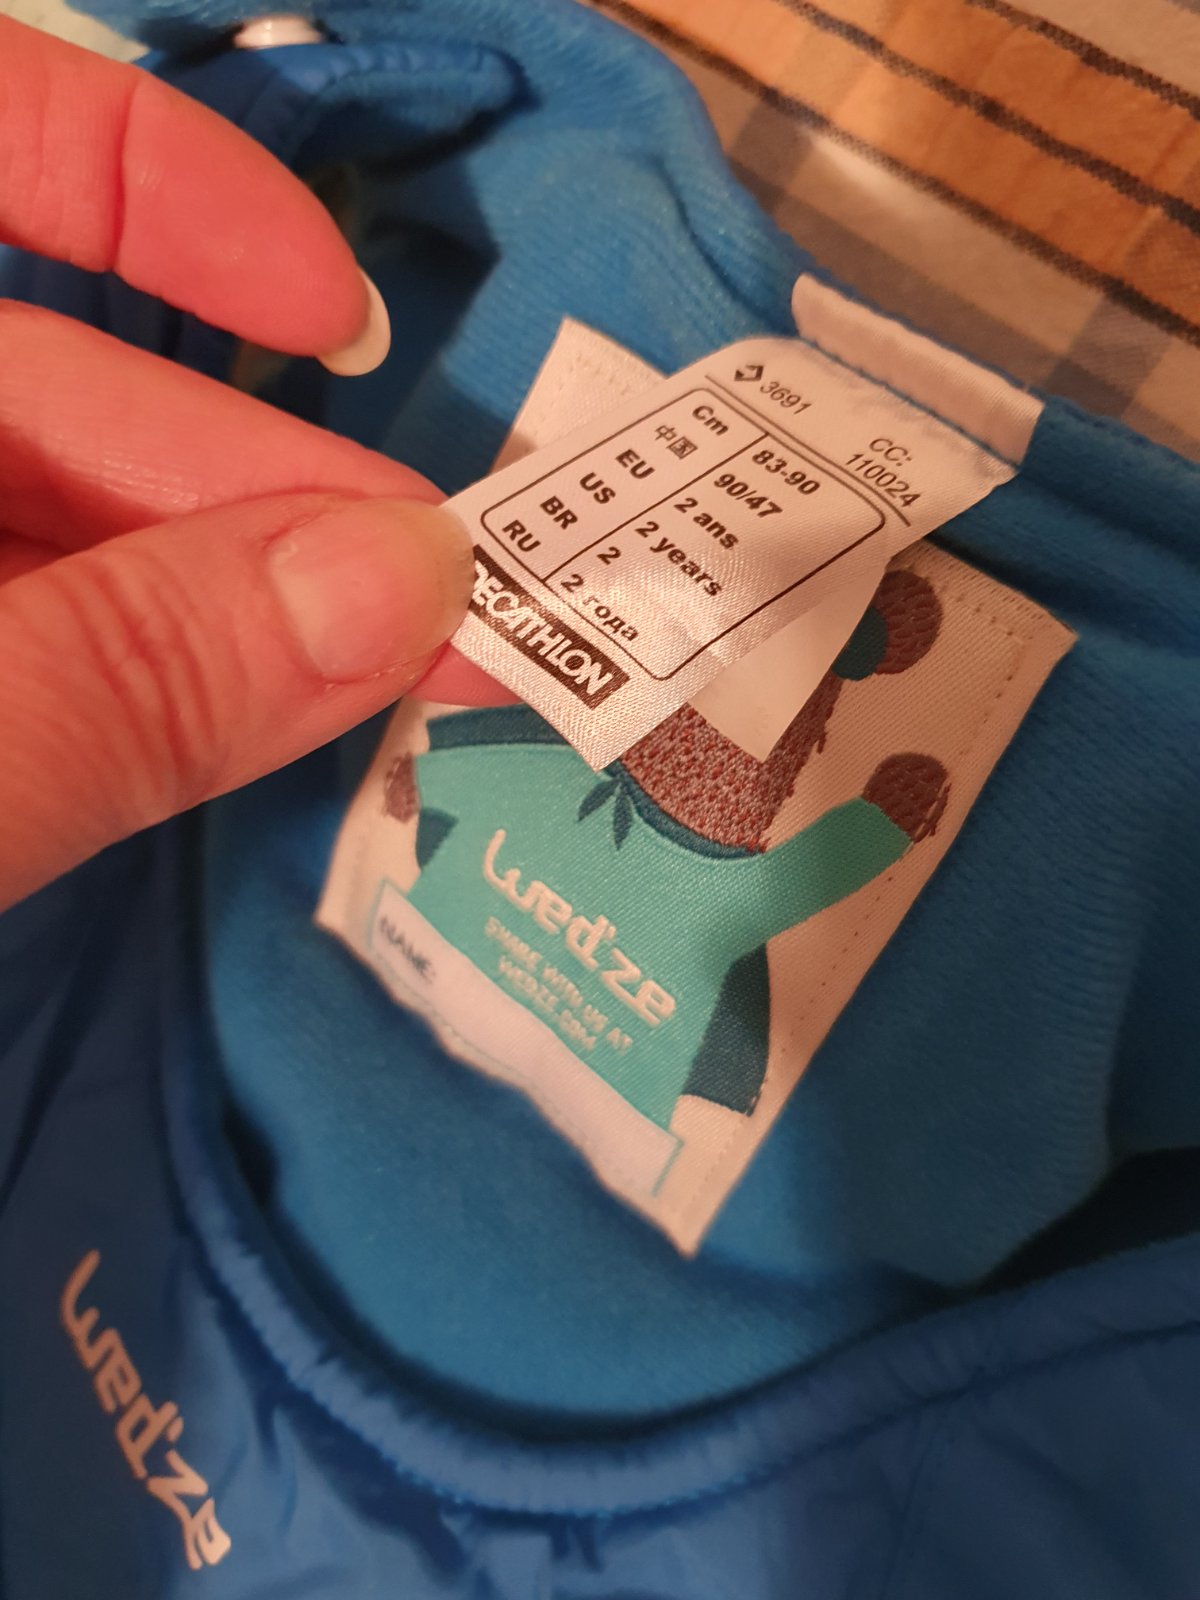 3691
CC:
110024
Cm 83-90
中国 90/47
EU 2 ans
US 2 years
BR 2
RU 2 года
DECATHLON
wed'ze
SHARE WITH US AT
WEDZE.COM
NAME:
wed'ze